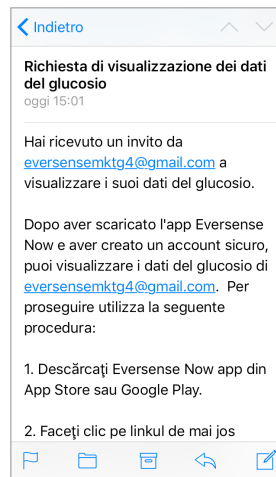 Indietro
Richiesta di visualizzazione dei dati
del glucosio
oggi 15:01
Hai ricevuto un invito da
eversensemktg4@gmail.com a
visualizzare i suoi dati del glucosio.
Dopo aver scaricato l'app Eversense
Now e aver creato un account sicuro,
puoi visualizzare i dati del glucosio di
eversensemktg4@gmail.com.  Per
proseguire utilizza la seguente
procedura:
1. Descărcaţi Eversense Now app din
App Store sau Google Play.
2. Faceţi clic pe linkul de mai jos